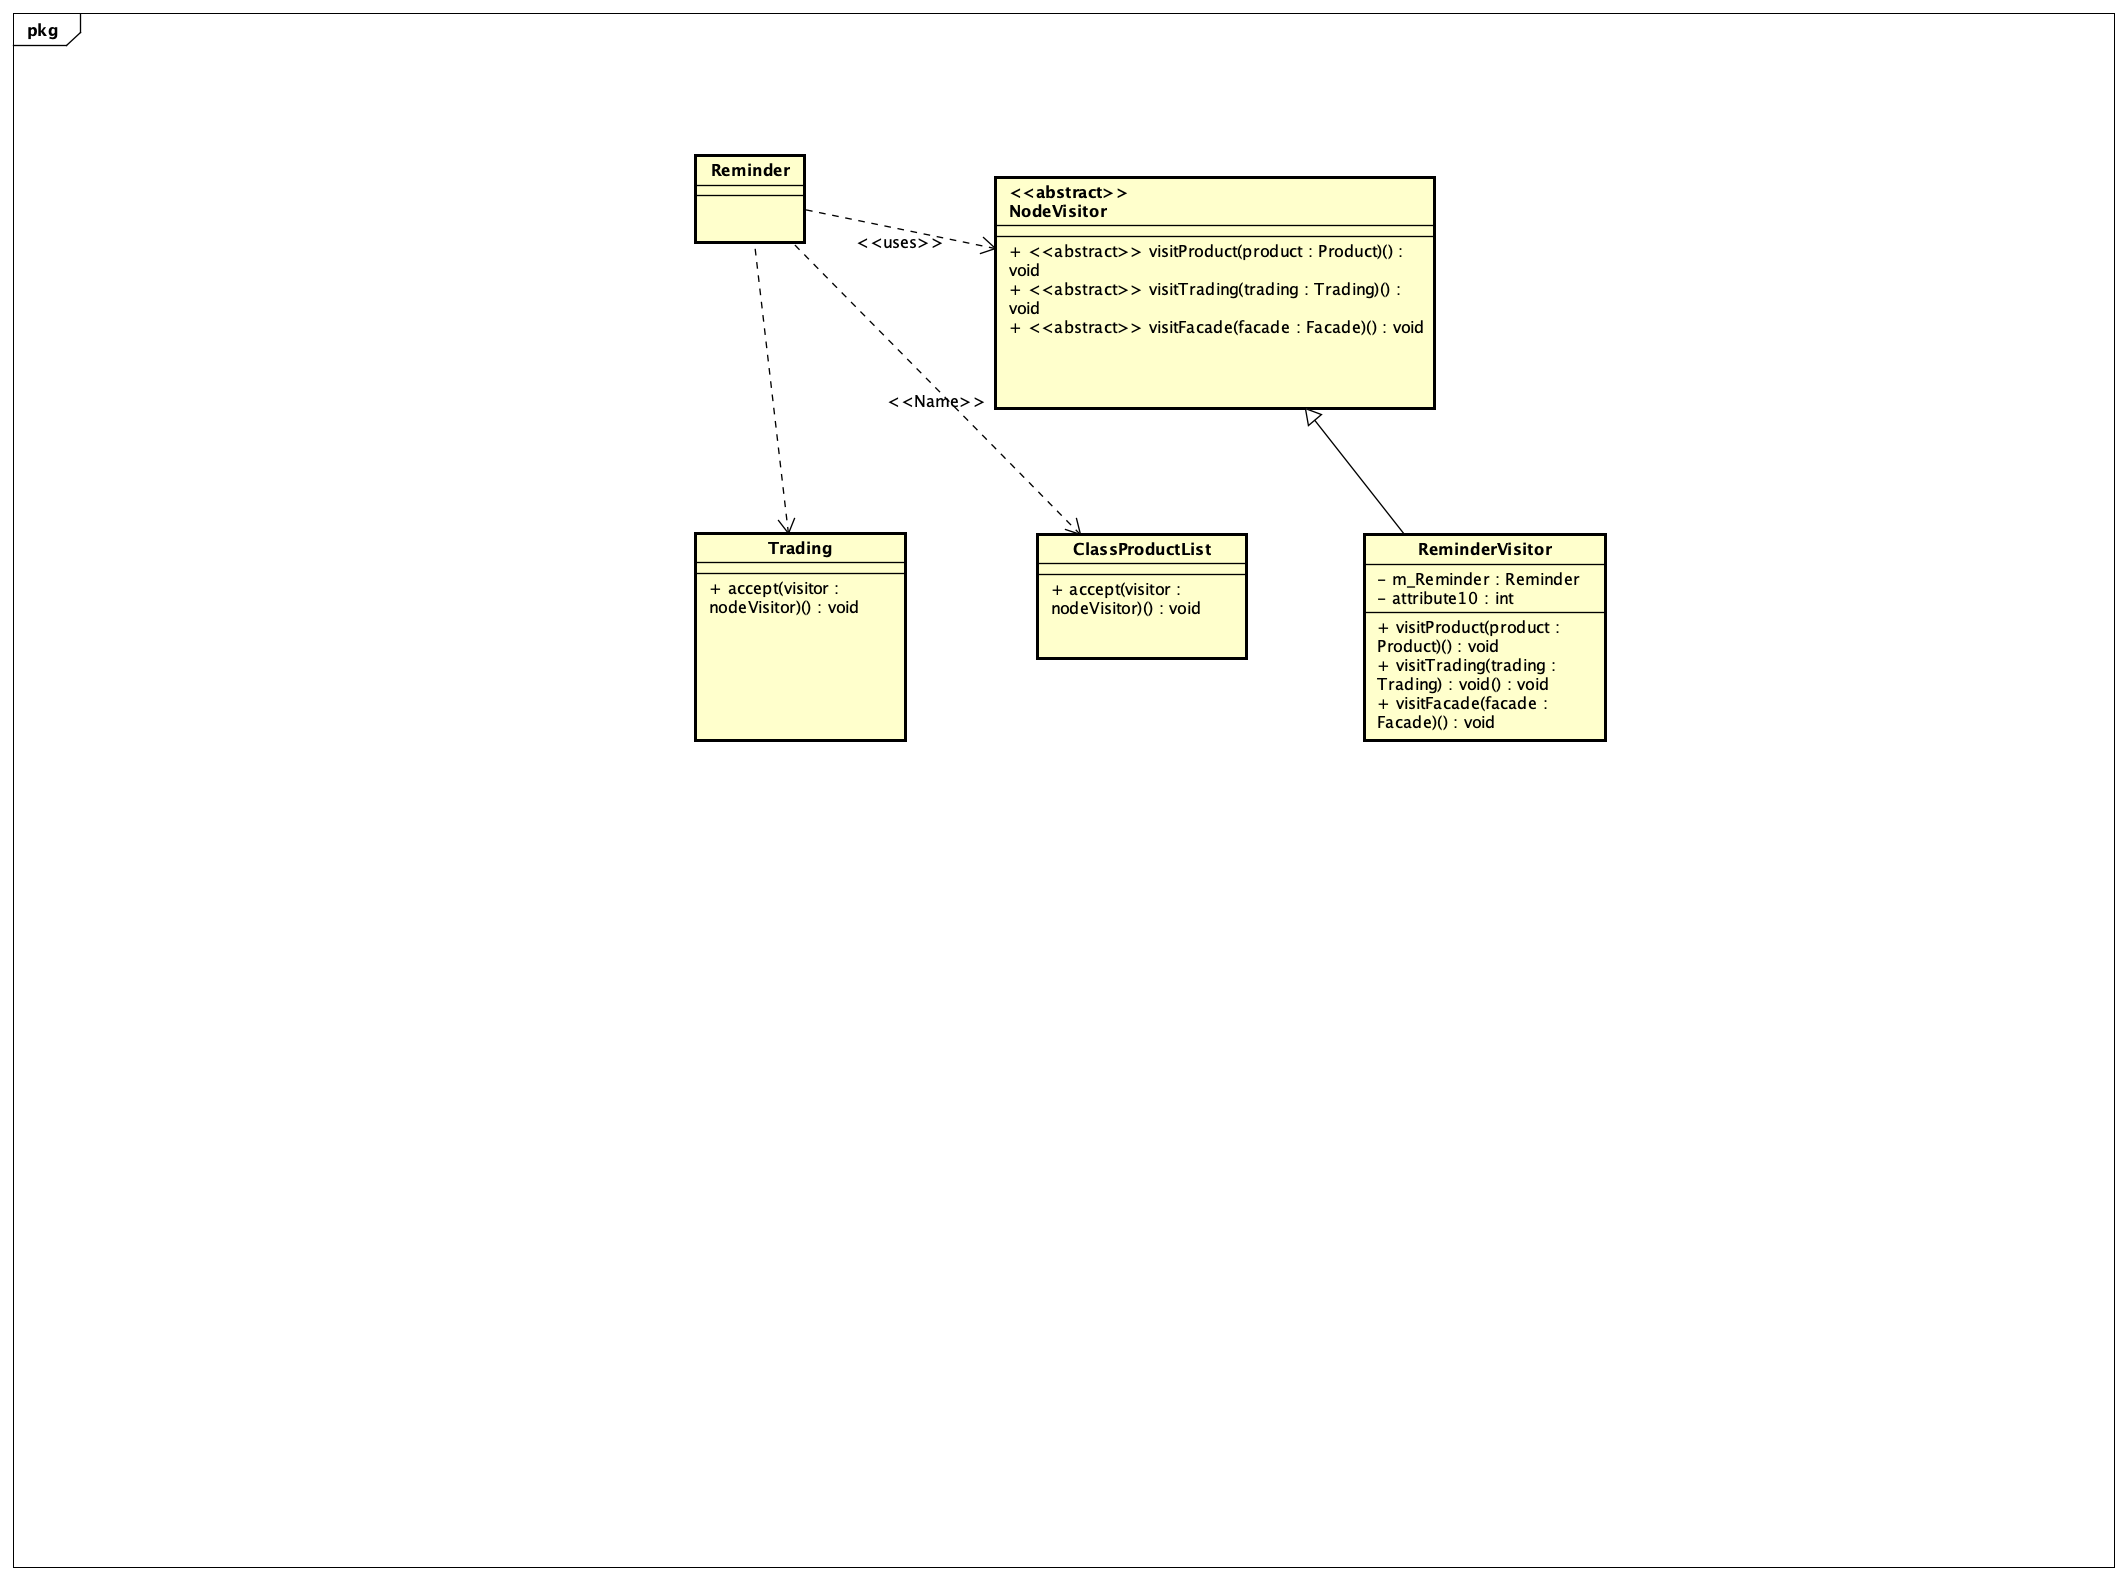 pkg
Reminder
<<abstract>>
NodeVisitor
+ <<abstract>> visitProduct(product : Product)() :
void
+ <<abstract>> visitTrading(trading : Trading)() :
void
+ <<abstract>> visitFacade(facade : Facade)() : void
<<uses>>
<<Name>>
Trading
+ accept(visitor :
nodeVisitor)() : void
ClassProductList
+ accept(visitor :
nodeVisitor)() : void
ReminderVisitor
- m_Reminder : Reminder
- attribute10 : int
+ visitProduct(product :
Product)() : void
+ visitTrading(trading :
Trading) : void() : void
+ visitFacade(facade :
Facade)() : void